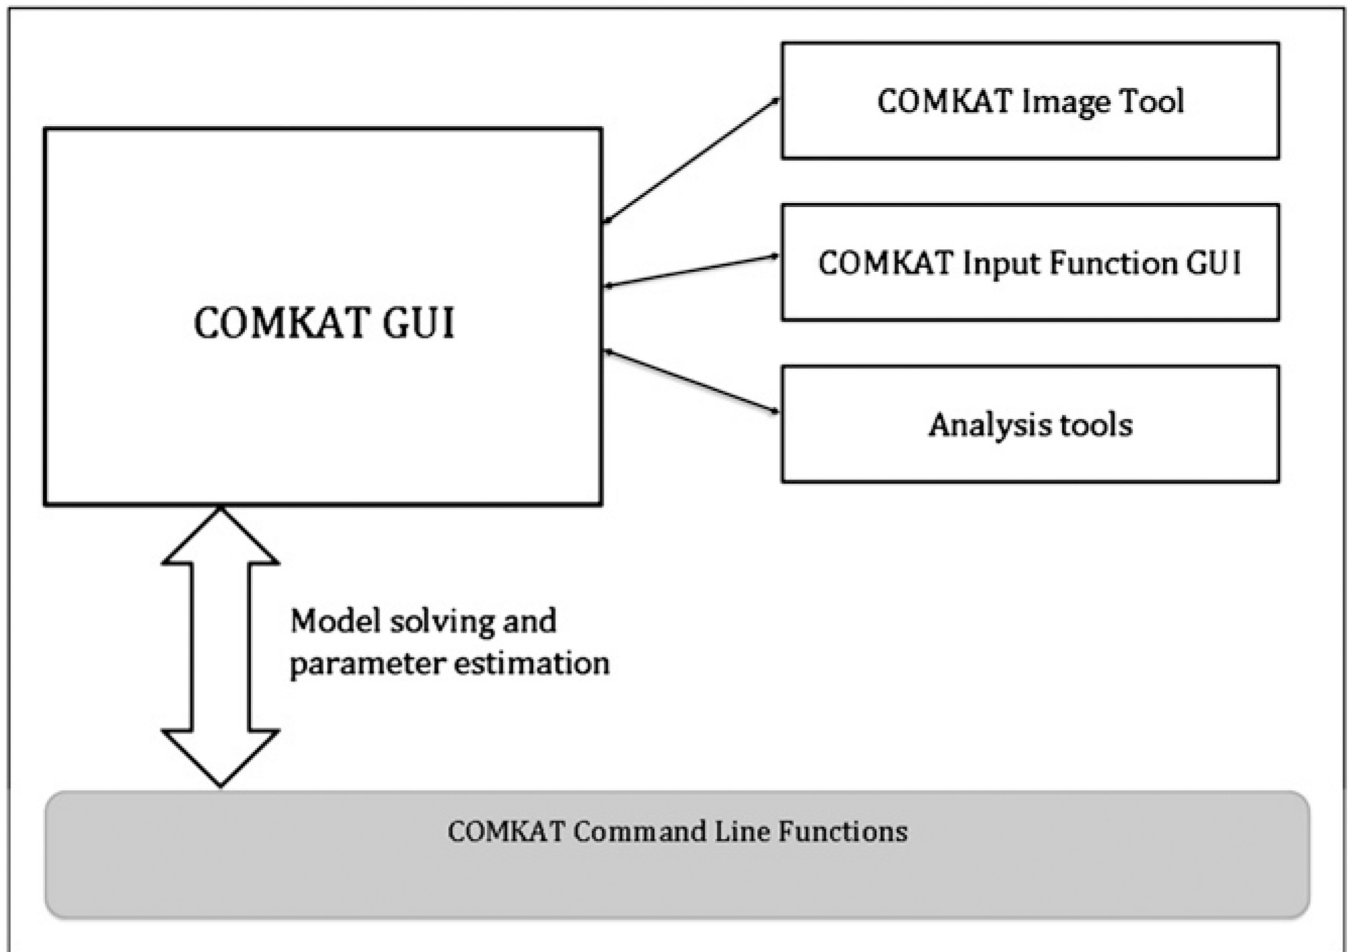 COMKAT Image Tool
COMKAT Input Function GUI
COMKAT GUI
Analysis tools
Model solving and
parameter estimation
COMKAT Command Line Functions